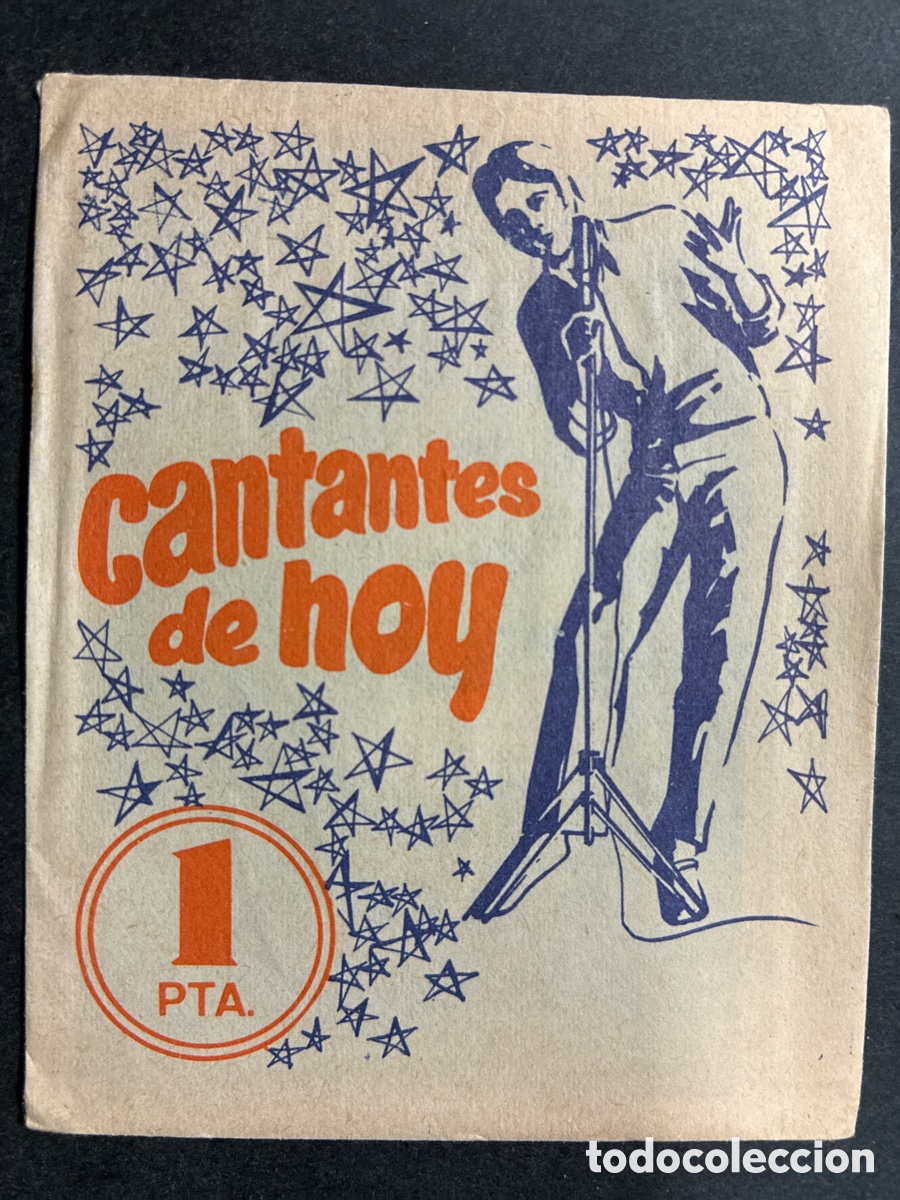 cantantes
de hoy
1
PTA.
todocoleccion